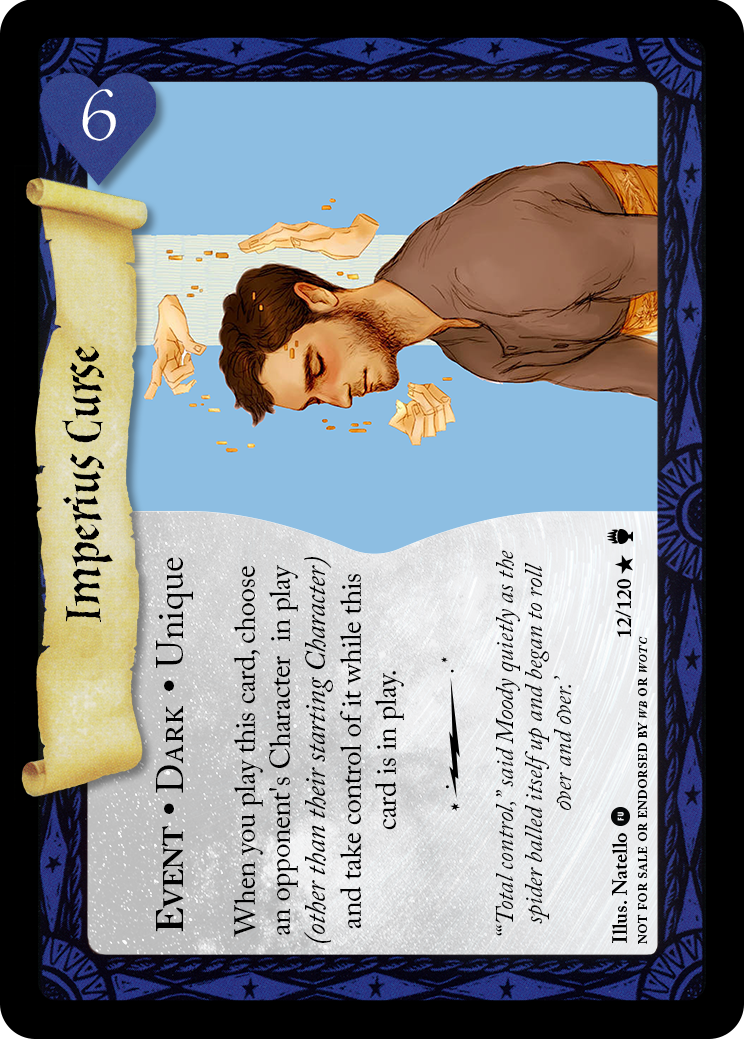 6
Imperius Curse
EVENT • DARK • Unique
When you play this card, choose
an opponent's Character in play
(other than their starting Character)
and take control of it while this
card is in play.
“‘Total control,” said Moody quietly as the
spider balled itself up and began to roll
over and over.’
Illus. Natello FU
12/120 ★
NOT FOR SALE OR ENDORSED BY WB OR WOTC